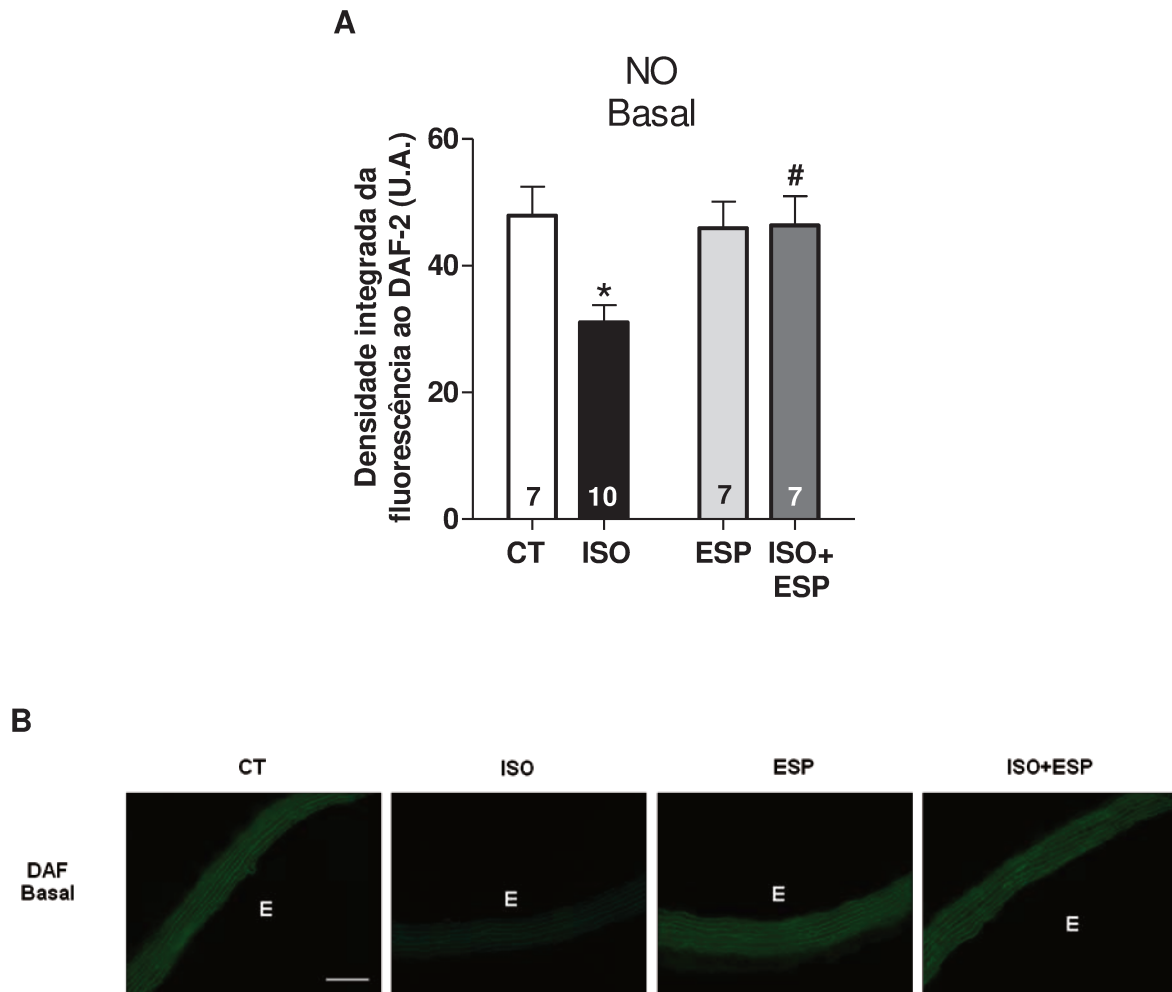 A
NO
Basal
Densidade integrada da
fluorescência ao DAF-2 (U.A.)
60
40
20
0
*
#
7
10
7
7
CT
ISO
ESP
ISO+
ESP
B
CT
ISO
ESP
ISO+ESP
DAF
Basal
E
E
E
E